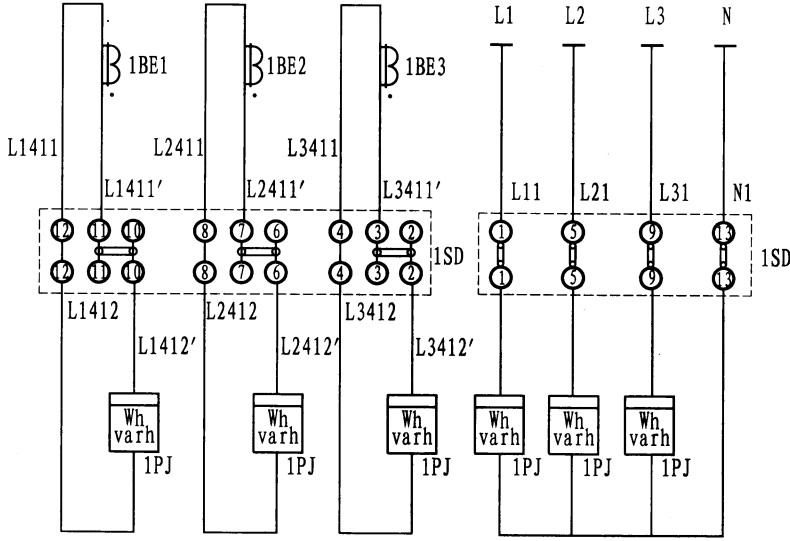 L1 L2 L3 N
1BE1 1BE2 1BE3
L1411 L2411 L3411
L1411′ L2411′ L3411′ L11 L21 L31 N1
12 11 10 8 7 6 4 3 2 1 5 9 13
1SD 1SD
12 11 10 8 7 6 4 3 2 1 5 9 13
L1412 L2412 L3412
L1412′ L2412′ L3412′
Wh Wh Wh Wh Wh Wh
varh varh varh varh varh varh
1PJ 1PJ 1PJ 1PJ 1PJ 1PJ